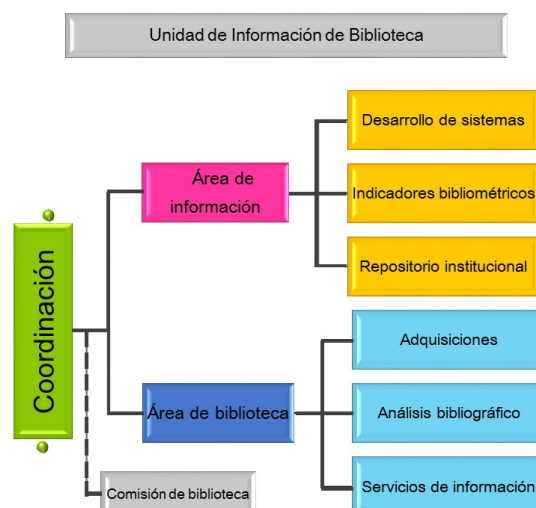 Unidad de Información de Biblioteca
Coordinación
Área de
información
Desarrollo de sistemas
Indicadores bibliométricos
Repositorio institucional
Área de biblioteca
Adquisiciones
Análisis bibliográfico
Servicios de información
Comisión de biblioteca